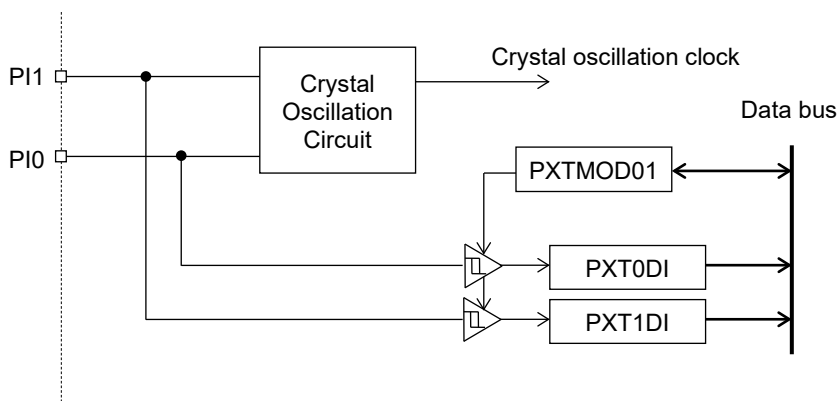 Crystal oscillation clock
PI1
Crystal
Oscillation
Circuit
Data bus
PI0
PXTMOD01
PXT0DI
PXT1DI